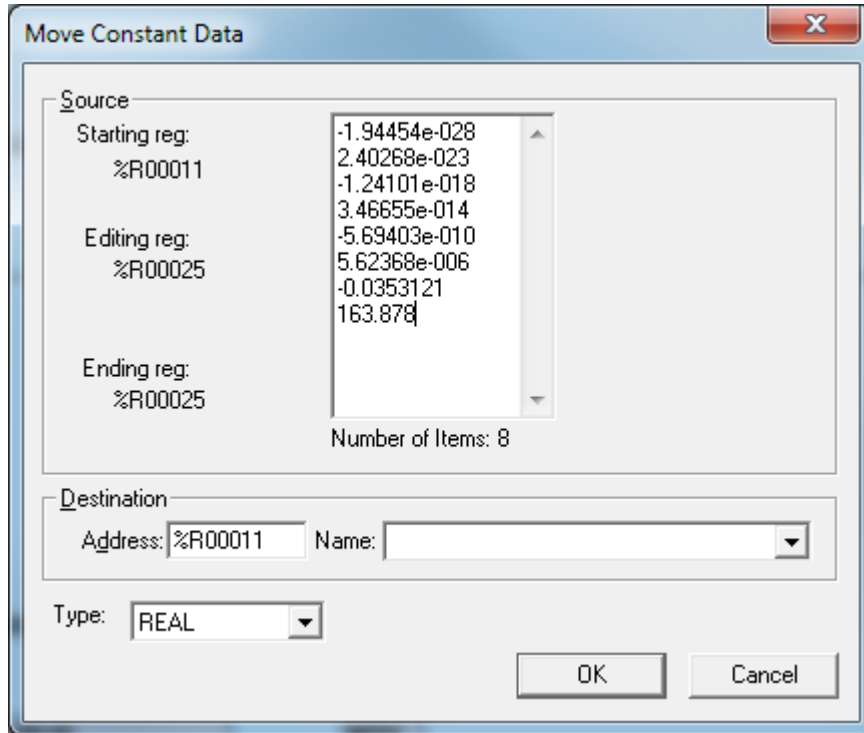 Move Constant Data
Source
Starting reg:
%R00011
Editing reg:
%R00025
Ending reg:
%R00025
-1.94454e-028
2.40268e-023
-1.24101e-018
3.46655e-014
-5.69403e-010
5.62368e-006
-0.0353121
163.878
Number of Items: 8
Destination
Address: %R00011 Name:
Type: REAL
OK Cancel